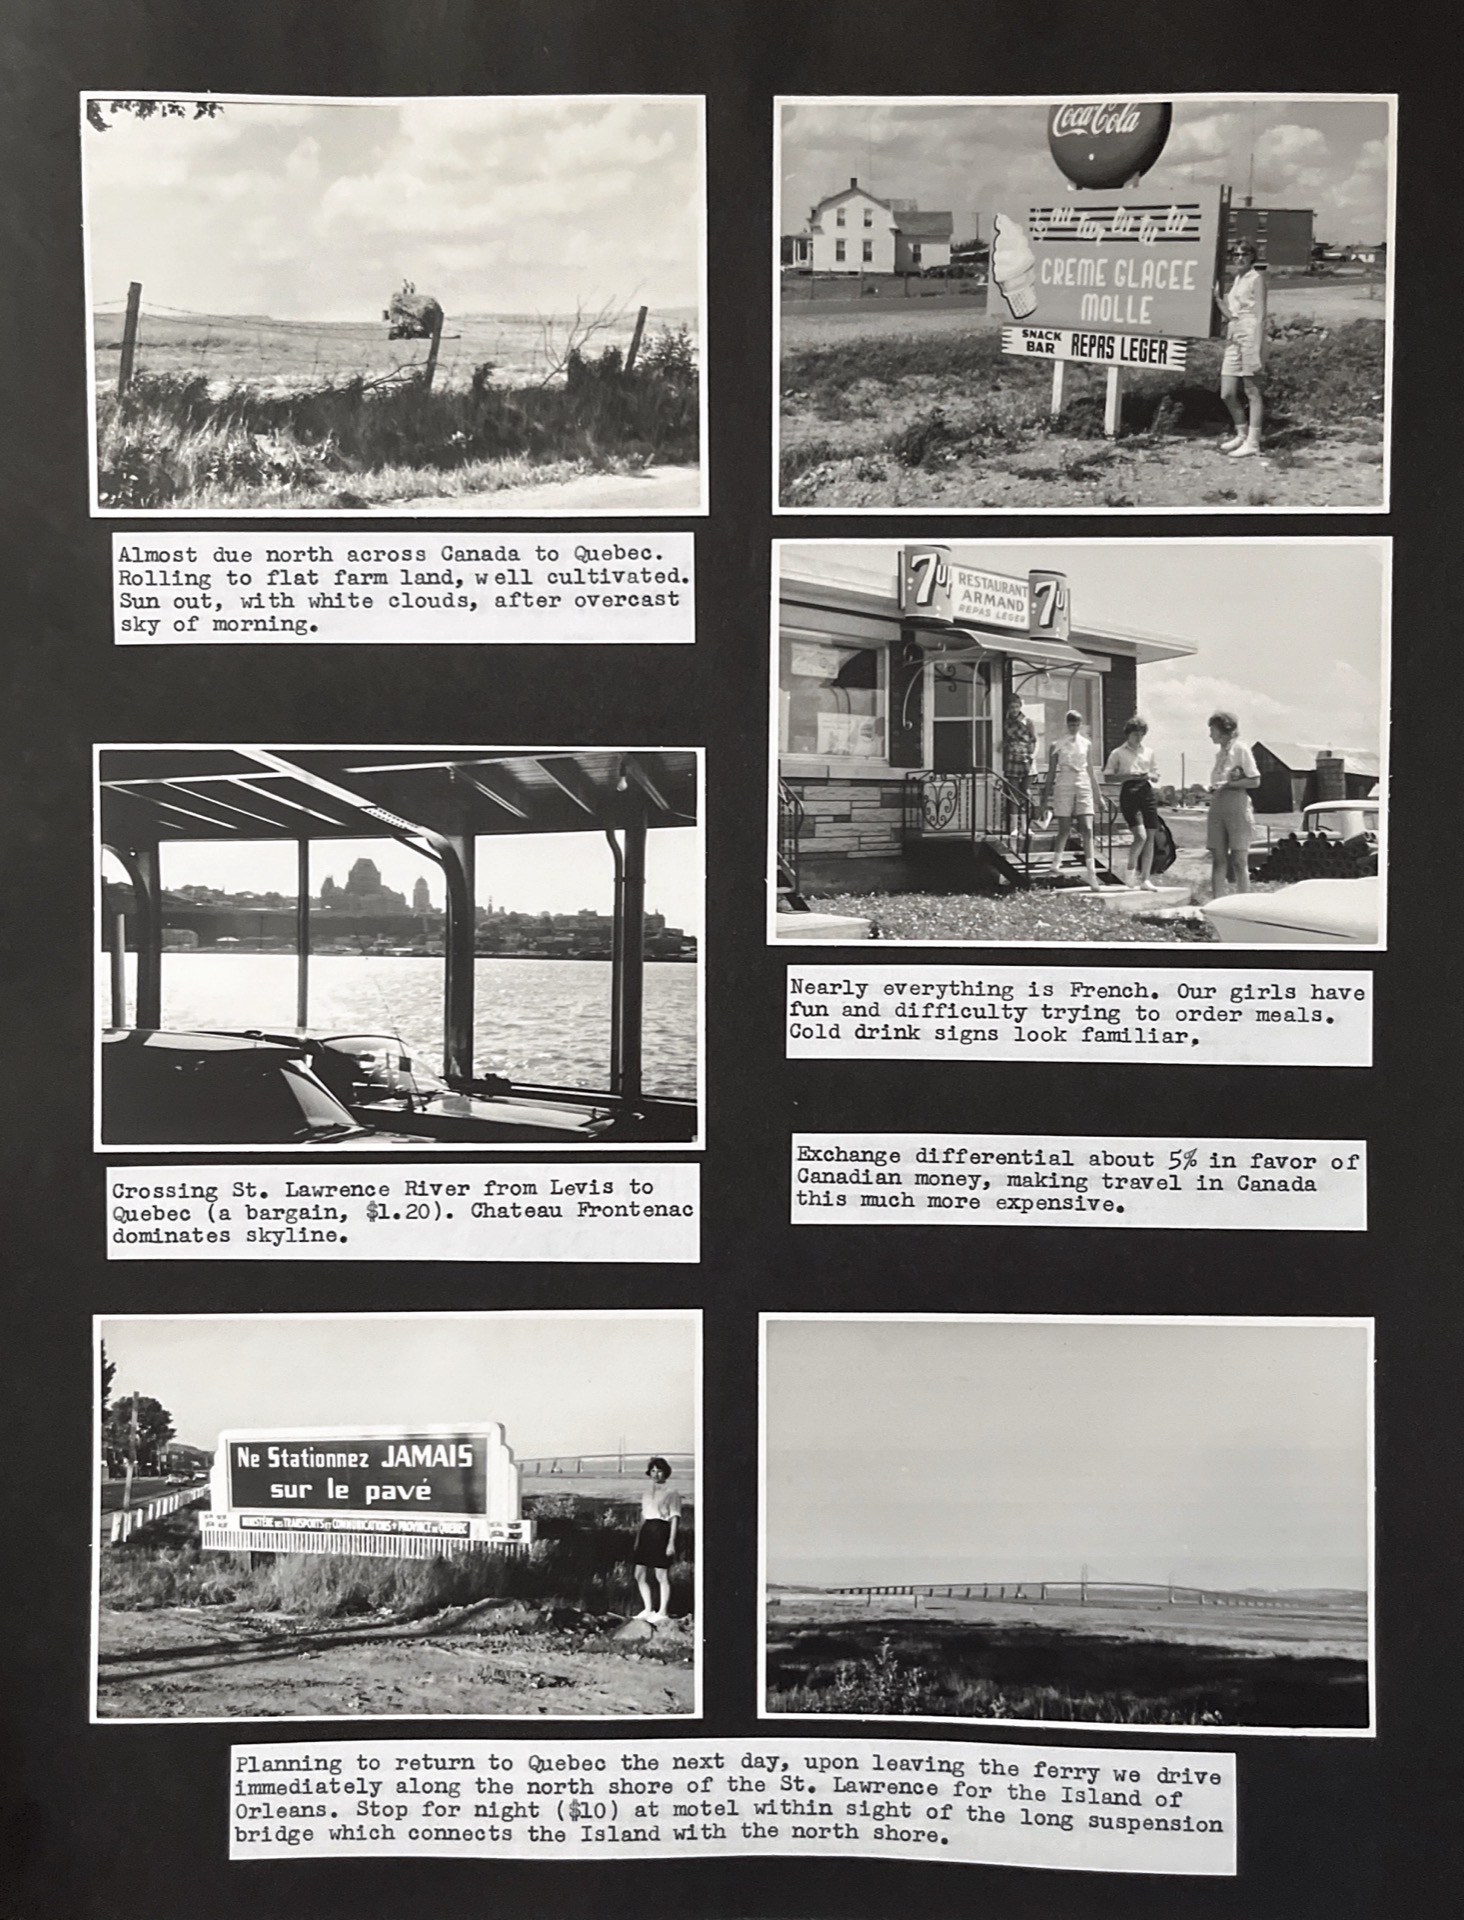 Almost due north across Canada to Quebec.
Rolling to flat farm land, well cultivated.
Sun out, with white clouds, after overcast
sky of morning.
Coca-Cola
CREME GLACEE
MOLLE
SNACK
BAR
REPAS LEGER
7up
RESTAURANT
ARMAND
REPAS LEGER
7up
Nearly everything is French. Our girls have
fun and difficulty trying to order meals.
Cold drink signs look familiar.
Crossing St. Lawrence River from Levis to
Quebec (a bargain, $1.20). Chateau Frontenac
dominates skyline.
Exchange differential about 5% in favor of
Canadian money, making travel in Canada
this much more expensive.
Ne Stationnez JAMAIS
sur le pavé
MINISTÈRE DES TRANSPORTS ET COMMUNICATIONS • PROVINCE DE QUÉBEC
Planning to return to Quebec the next day, upon leaving the ferry we drive
immediately along the north shore of the St. Lawrence for the Island of
Orleans. Stop for night ($10) at motel within sight of the long suspension
bridge which connects the Island with the north shore.